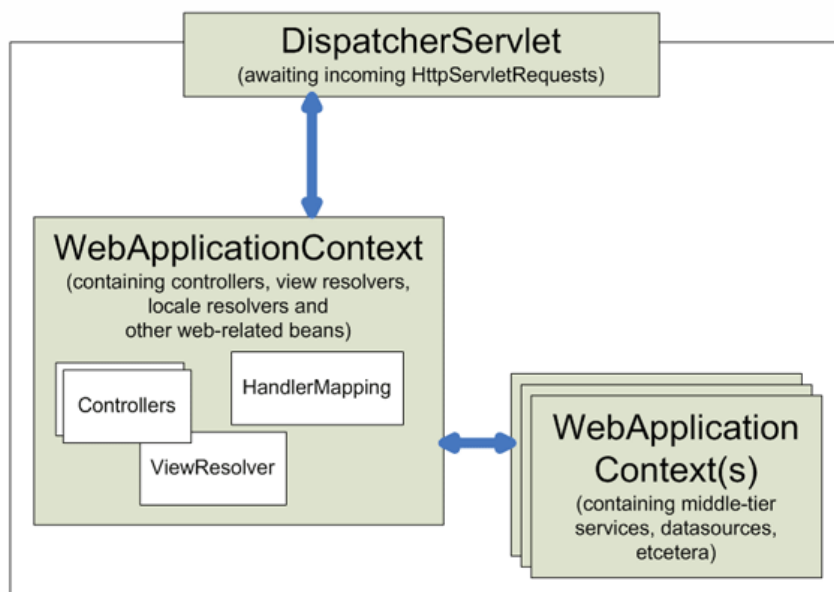 DispatcherServlet
(awaiting incoming HttpServletRequests)
WebApplicationContext
(containing controllers, view resolvers,
locale resolvers and
other web-related beans)
HandlerMapping
Controllers
ViewResolver
WebApplication
Context(s)
(containing middle-tier
services, datasources,
etcetera)